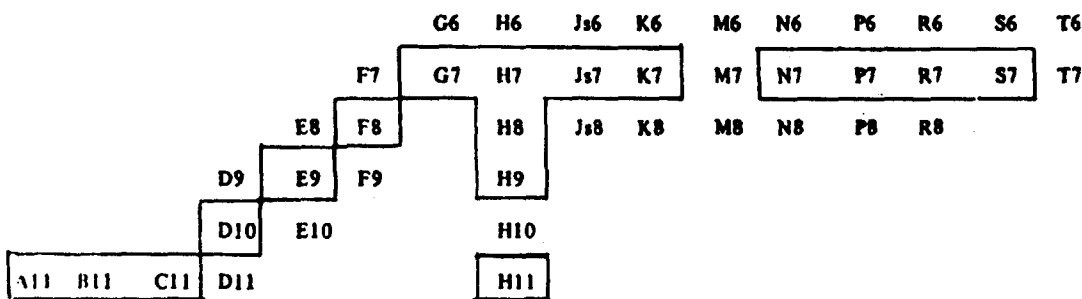 G6 H6 Js6 K6 M6 N6 P6 R6 S6 T6
F7 G7 H7 Js7 K7 M7 N7 P7 R7 S7 T7
E8 F8 H8 Js8 K8 M8 N8 P8 R8
D9 E9 F9 H9
D10 E10 H10
A11 B11 C11 D11 H11